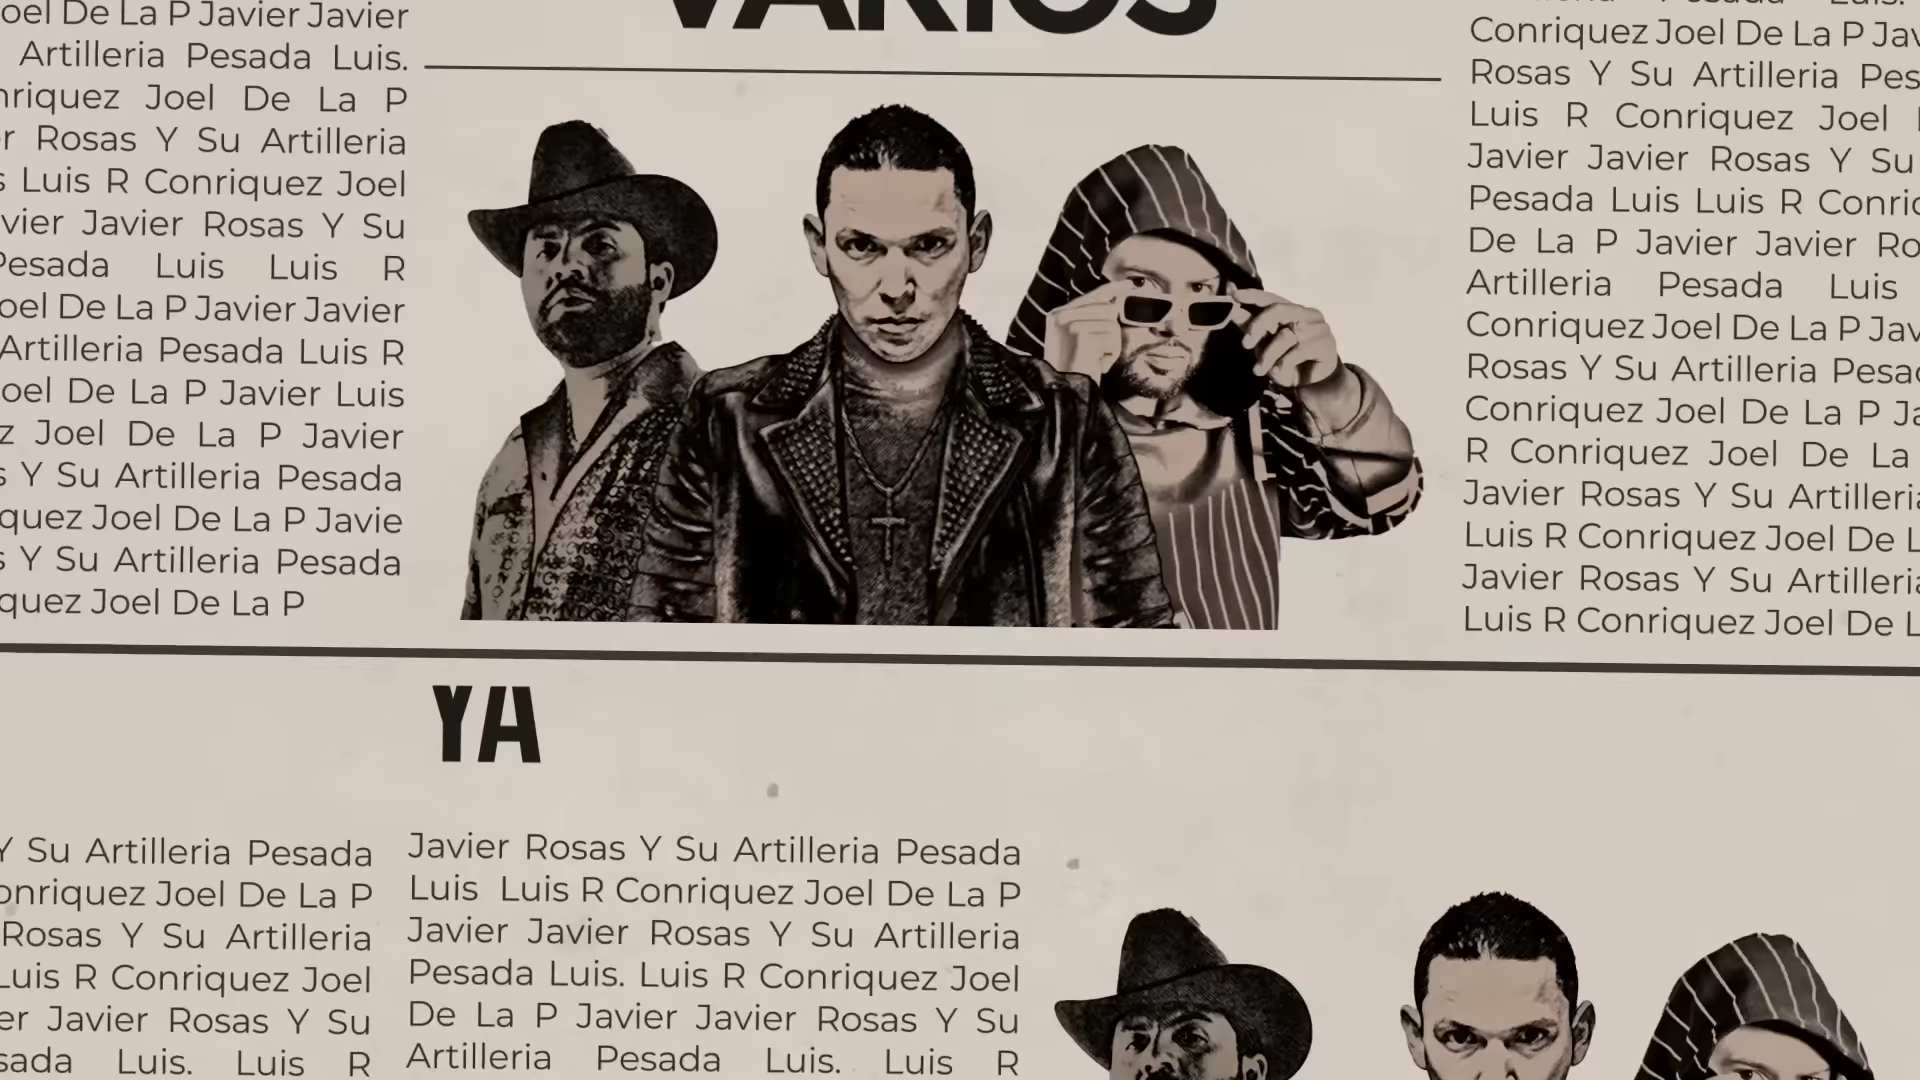 oel De La P Javier Javier
Artilleria Pesada Luis.
nriquez Joel De La P
r Rosas Y Su Artilleria
s Luis R Conriquez Joel
vier Javier Rosas Y Su
Pesada Luis Luis R
oel De La P Javier Javier
Artilleria Pesada Luis R
oel De La P Javier Luis
z Joel De La P Javier
s Y Su Artilleria Pesada
quez Joel De La P Javie
s Y Su Artilleria Pesada
quez Joel De La P
VARIOS
Conriquez Joel De La P Jav
Rosas Y Su Artilleria Pes
Luis R Conriquez Joel
Javier Javier Rosas Y Su
Pesada Luis Luis R Conric
De La P Javier Javier Ro
Artilleria Pesada Luis
Conriquez Joel De La P Jav
Rosas Y Su Artilleria Pesac
Conriquez Joel De La P Ja
R Conriquez Joel De La
Javier Rosas Y Su Artilleria
Luis R Conriquez Joel De L
Javier Rosas Y Su Artilleria
Luis R Conriquez Joel De L
YA
Y Su Artilleria Pesada
onriquez Joel De La P
Rosas Y Su Artilleria
Luis R Conriquez Joel
er Javier Rosas Y Su
sada Luis. Luis R
Javier Rosas Y Su Artilleria Pesada
Luis Luis R Conriquez Joel De La P
Javier Javier Rosas Y Su Artilleria
Pesada Luis. Luis R Conriquez Joel
De La P Javier Javier Rosas Y Su
Artilleria Pesada Luis. Luis R